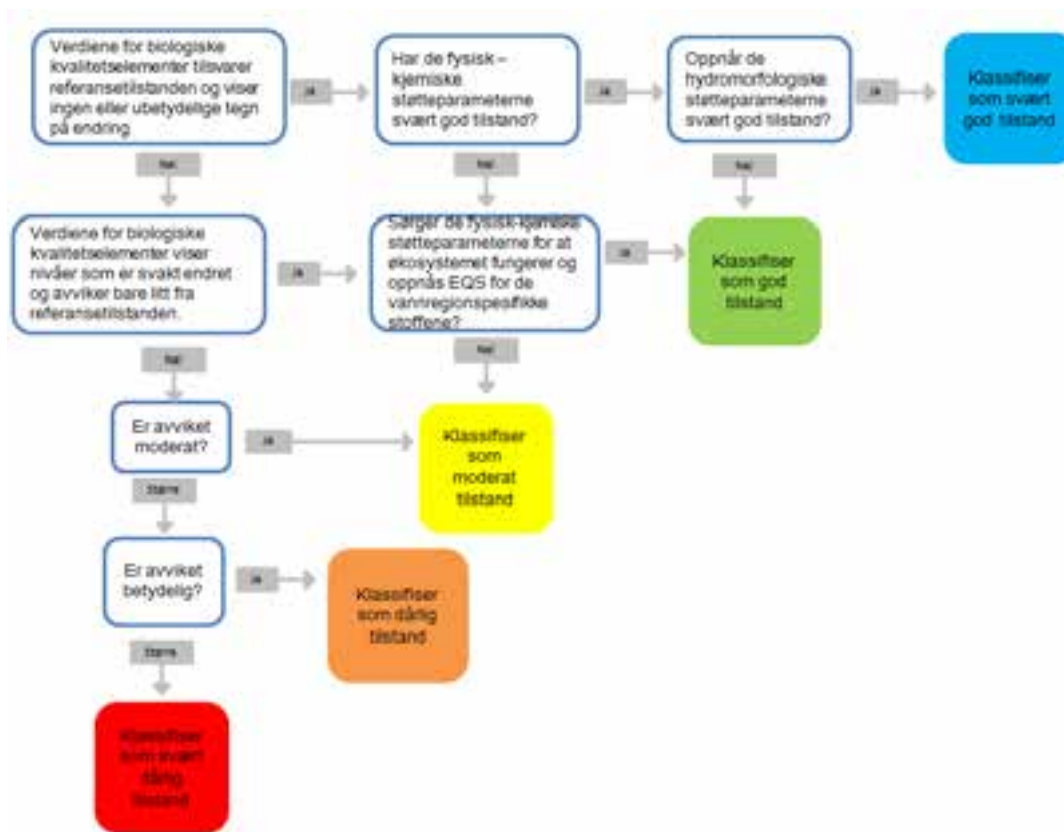 Verdiene for biologiske
kvalitetselementer tilsvarer
referansetilstanden og viser
ingen eller ubetydelige tegn
på endring
Ja
Har de fysisk –
kjemiske
støtteparameterne
svært god tilstand?
Ja
Oppnår de
hydromorfologiske
støtteparameterne
svært god tilstand?
Ja
Klassifiser
som svært
god tilstand
Nei
Nei
Nei
Verdiene for biologiske
kvalitetselementer viser
nivåer som er svakt endret
og avviker bare litt fra
referansetilstanden.
Ja
Sørger de fysisk-kjemiske
støtteparameterne for at
økosystemet fungerer og
oppnås EQS for de
vannregionspesifikke
stoffene?
Ja
Klassifiser
som god
tilstand
Nei
Nei
Er avviket
moderat?
Ja
Klassifiser
som
moderat
tilstand
Større
Er avviket
betydelig?
Ja
Klassifiser
som dårlig
tilstand
Større
Klassifiser
som svært
dårlig
tilstand